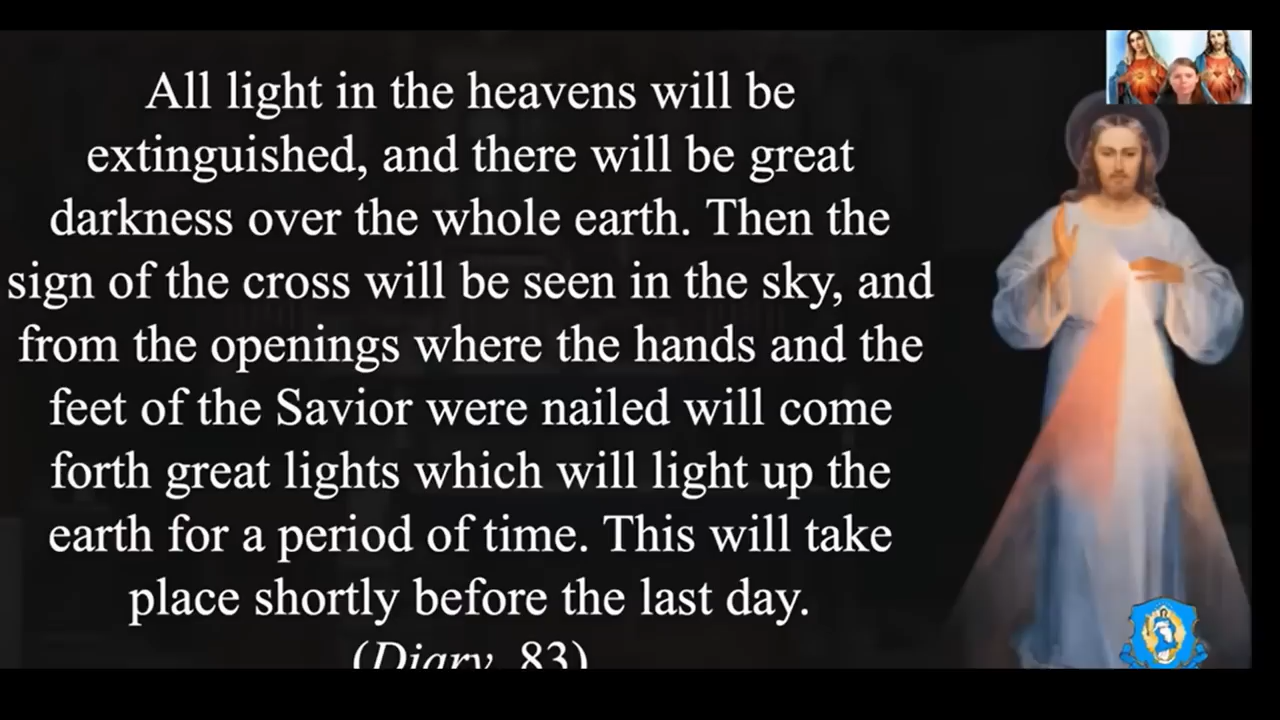 All light in the heavens will be
extinguished, and there will be great
darkness over the whole earth. Then the
sign of the cross will be seen in the sky, and
from the openings where the hands and the
feet of the Savior were nailed will come
forth great lights which will light up the
earth for a period of time. This will take
place shortly before the last day.
(Diary, 83)